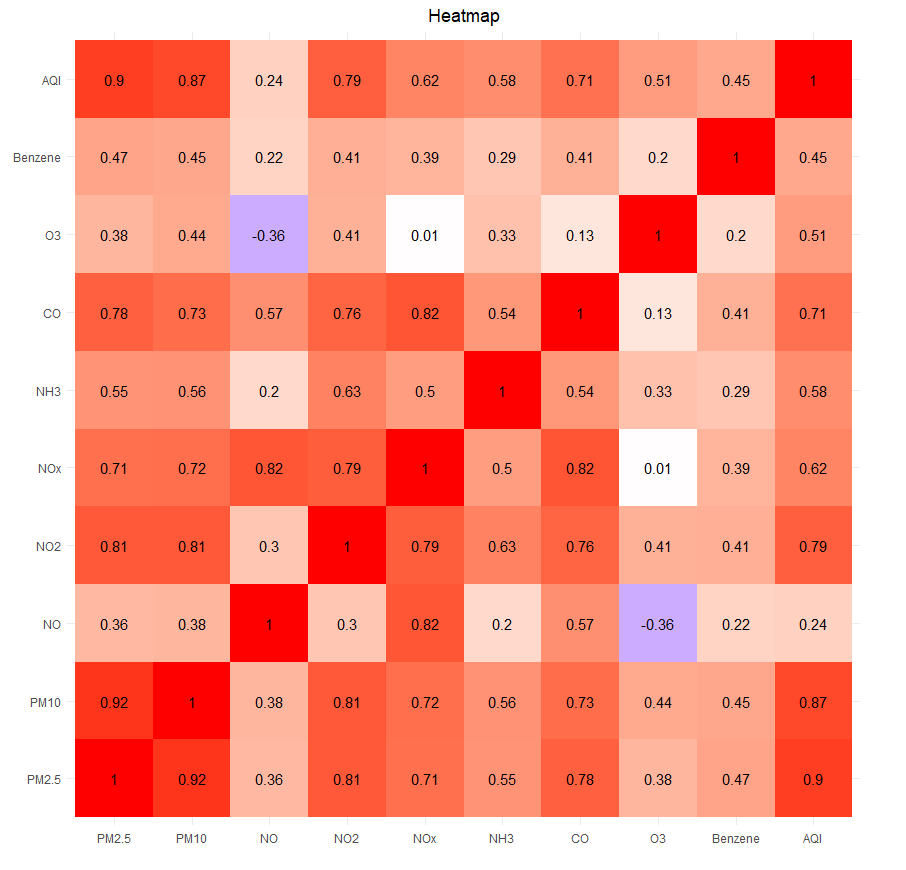 Heatmap
AQI 0.9 0.87 0.24 0.79 0.62 0.58 0.71 0.51 0.45 1
Benzene 0.47 0.45 0.22 0.41 0.39 0.29 0.41 0.2 1 0.45
O3 0.38 0.44 -0.36 0.41 0.01 0.33 0.13 1 0.2 0.51
CO 0.78 0.73 0.57 0.76 0.82 0.54 1 0.13 0.41 0.71
NH3 0.55 0.56 0.2 0.63 0.5 1 0.54 0.33 0.29 0.58
NOx 0.71 0.72 0.82 0.79 1 0.5 0.82 0.01 0.39 0.62
NO2 0.81 0.81 0.3 1 0.79 0.63 0.76 0.41 0.41 0.79
NO 0.36 0.38 1 0.3 0.82 0.2 0.57 -0.36 0.22 0.24
PM10 0.92 1 0.38 0.81 0.72 0.56 0.73 0.44 0.45 0.87
PM2.5 1 0.92 0.36 0.81 0.71 0.55 0.78 0.38 0.47 0.9
PM2.5 PM10 NO NO2 NOx NH3 CO O3 Benzene AQI